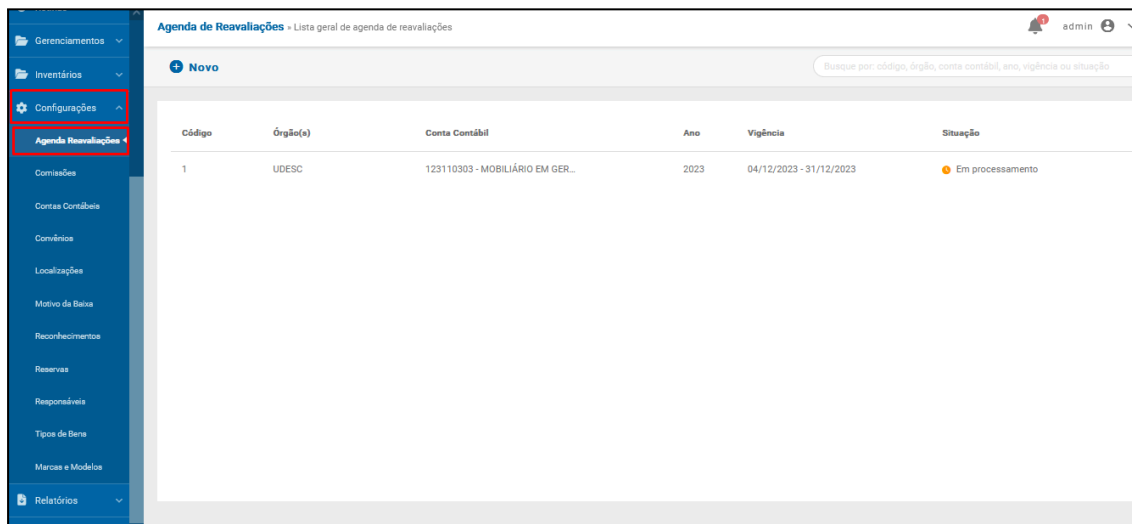 Agenda de Reavaliações » Lista geral de agenda de reavaliações
1
admin
Gerenciamentos
Inventários
Configurações
Agenda Reavaliações
Comissões
Contas Contábeis
Convênios
Localizações
Motivo da Baixa
Reconhecimentos
Reservas
Responsáveis
Tipos de Bens
Marcas e Modelos
Relatórios
Novo
Busque por: código, órgão, conta contábil, ano, vigência ou situação
Código Órgão(s) Conta Contábil Ano Vigência Situação
1 UDESC 123110303 - MOBILIÁRIO EM GER... 2023 04/12/2023 - 31/12/2023 Em processamento